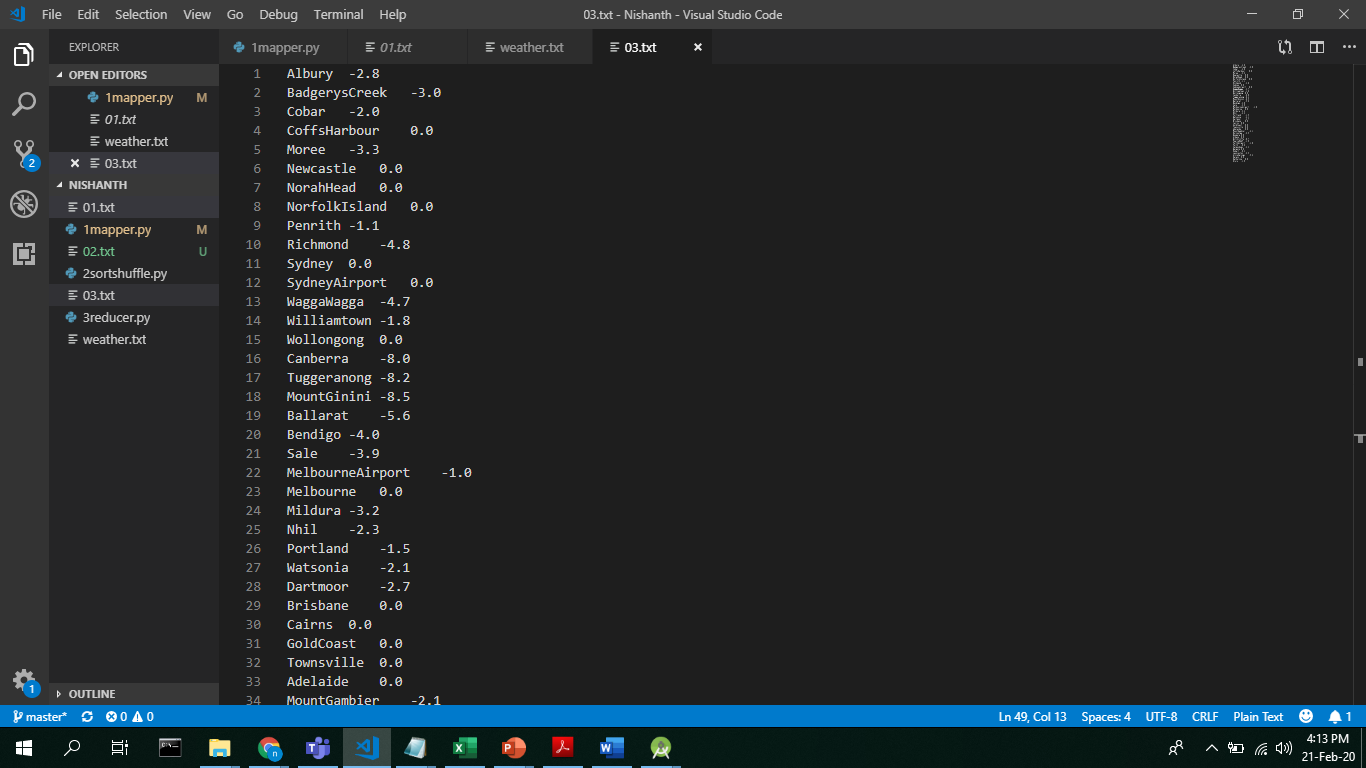 File Edit Selection View Go Debug Terminal Help
03.txt - Nishanth - Visual Studio Code
EXPLORER
OPEN EDITORS
1mapper.py M
01.txt
weather.txt
03.txt
NISHANTH
01.txt
1mapper.py M
02.txt U
2sortshuffle.py
03.txt
3reducer.py
weather.txt
OUTLINE
2
1
1mapper.py 01.txt weather.txt 03.txt
1 Albury -2.8
2 BadgerysCreek -3.0
3 Cobar -2.0
4 CoffsHarbour 0.0
5 Moree -3.3
6 Newcastle 0.0
7 NorahHead 0.0
8 NorfolkIsland 0.0
9 Penrith -1.1
10 Richmond -4.8
11 Sydney 0.0
12 SydneyAirport 0.0
13 WaggaWagga -4.7
14 Williamtown -1.8
15 Wollongong 0.0
16 Canberra -8.0
17 Tuggeranong -8.2
18 MountGinini -8.5
19 Ballarat -5.6
20 Bendigo -4.0
21 Sale -3.9
22 MelbourneAirport -1.0
23 Melbourne 0.0
24 Mildura -3.2
25 Nhil -2.3
26 Portland -1.5
27 Watsonia -2.1
28 Dartmoor -2.7
29 Brisbane 0.0
30 Cairns 0.0
31 GoldCoast 0.0
32 Townsville 0.0
33 Adelaide 0.0
34 MountGambier -2.1
master* 0 0
Ln 49, Col 13 Spaces: 4 UTF-8 CRLF Plain Text 1
4:13 PM
21-Feb-20